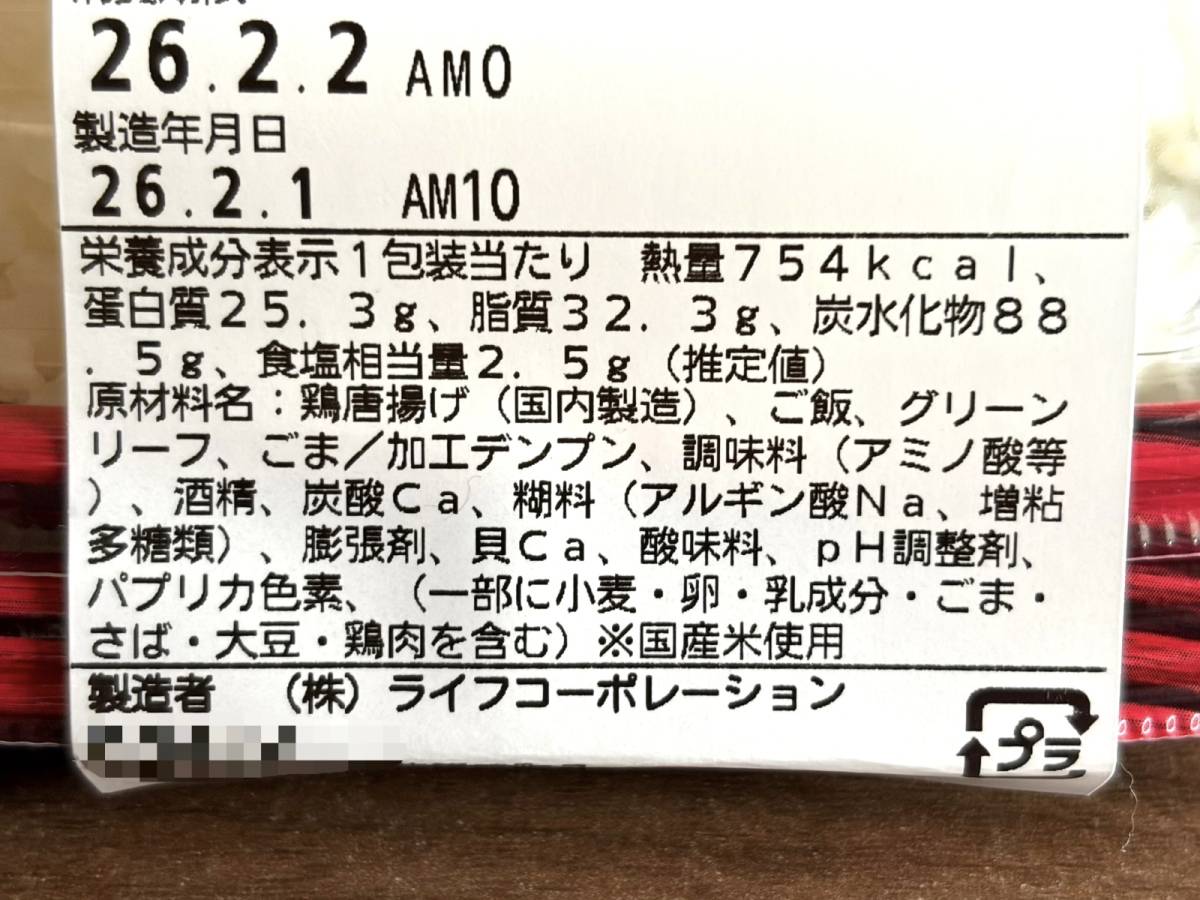 26.2.2 AM0
製造年月日
26.2.1 AM10
栄養成分表示1包装当たり 熱量754kcal、
蛋白質25.3g、脂質32.3g、炭水化物88
.5g、食塩相当量2.5g(推定値)
原材料名:鶏唐揚げ(国内製造)、ご飯、グリーン
リーフ、ごま/加工デンプン、調味料(アミノ酸等
)、酒精、炭酸Ca、糊料(アルギン酸Na、増粘
多糖類)、膨張剤、貝Ca、酸味料、pH調整剤、
パプリカ色素、(一部に小麦・卵・乳成分・ごま・
さば・大豆・鶏肉を含む)※国産米使用
製造者 (株)ライフコーポレーション
プラ